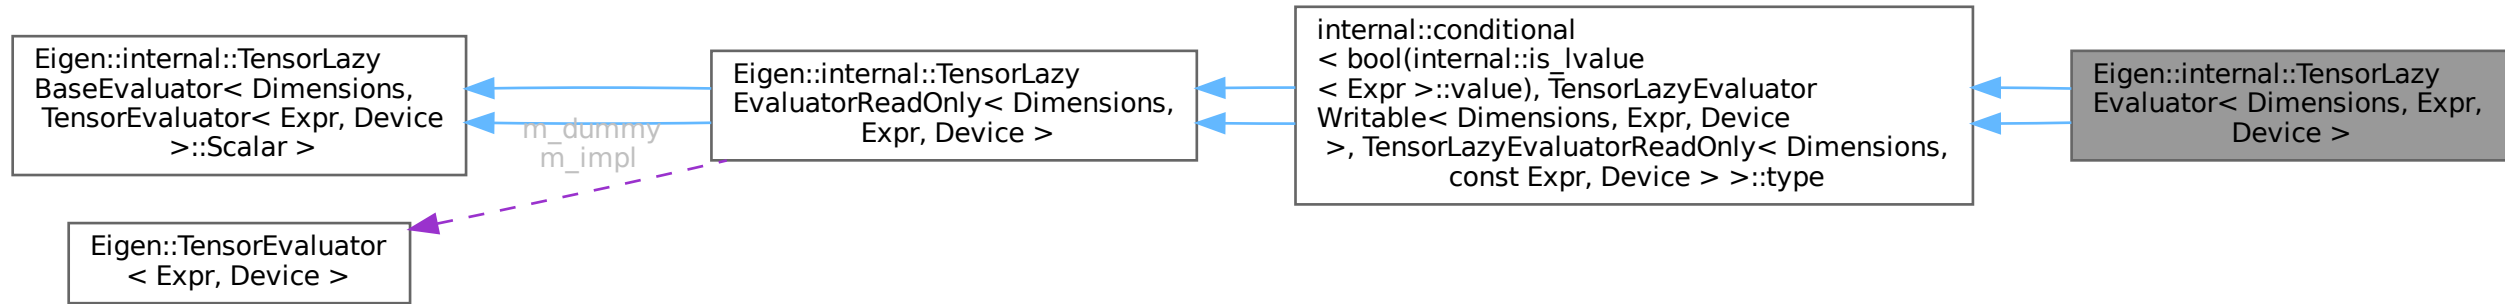 Eigen::internal::TensorLazy
BaseEvaluator< Dimensions,
TensorEvaluator< Expr, Device
>::Scalar >
Eigen::TensorEvaluator
< Expr, Device >
m_dummy
m_impl
Eigen::internal::TensorLazy
EvaluatorReadOnly< Dimensions,
Expr, Device >
internal::conditional
< bool(internal::is_lvalue
< Expr >::value), TensorLazyEvaluator
Writable< Dimensions, Expr, Device
>, TensorLazyEvaluatorReadOnly< Dimensions,
const Expr, Device > >::type
Eigen::internal::TensorLazy
Evaluator< Dimensions, Expr,
Device >